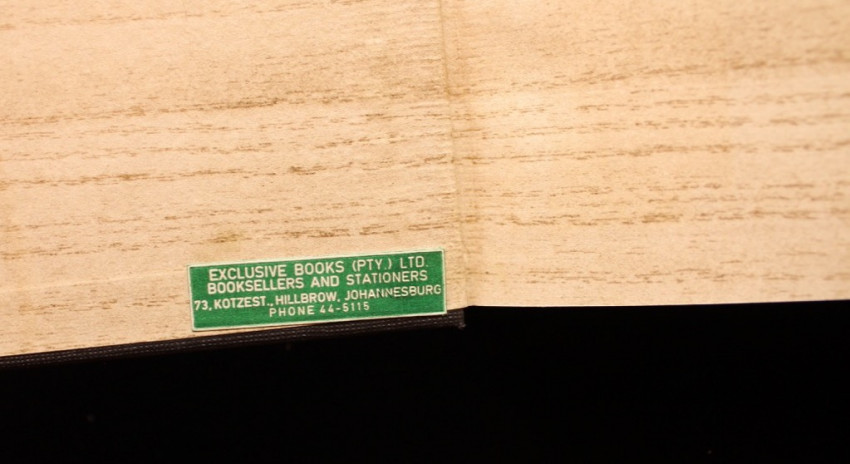 EXCLUSIVE BOOKS (PTY.) LTD.
BOOKSELLERS AND STATIONERS
73, KOTZEST., HILLBROW, JOHANNESBURG
PHONE 44-5115